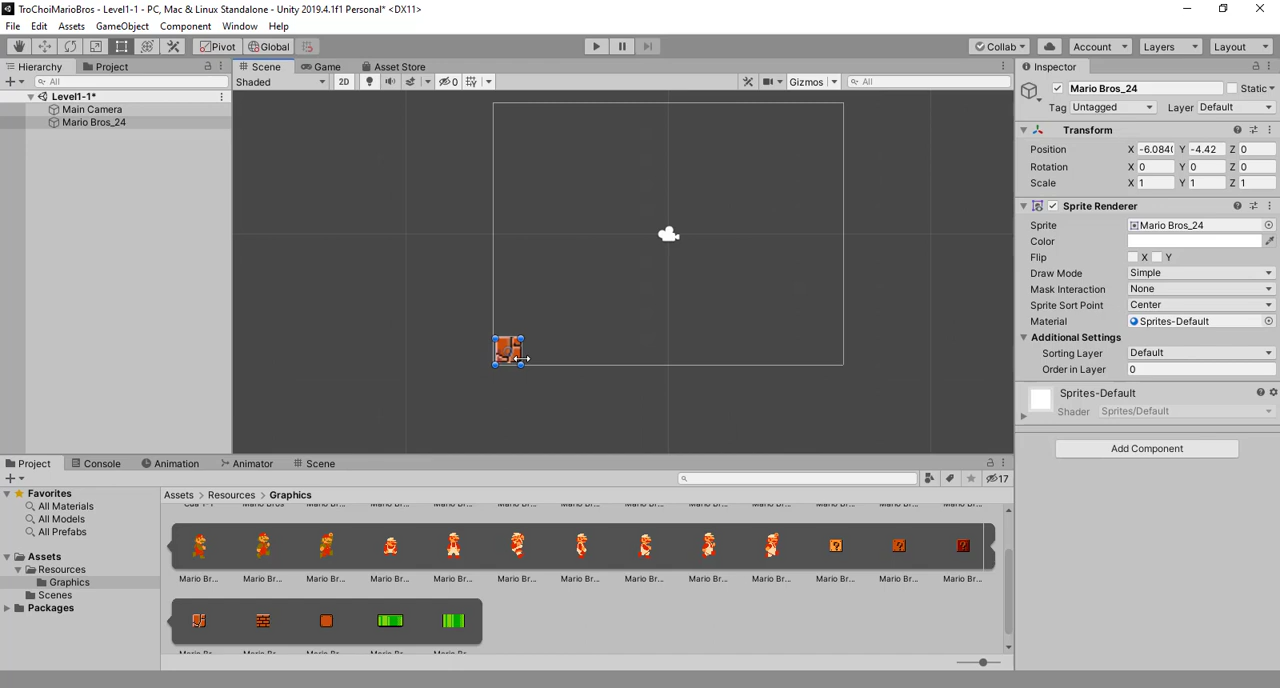 TroChoiMarioBros - Level1-1 - PC, Mac & Linux Standalone - Unity 2019.4.1f1 Personal* <DX11>
File Edit Assets GameObject Component Window Help
Pivot Global Collab Account Layers Layout
Hierarchy Project Scene Game Asset Store Inspector
All Shaded 2D 0 Gizmos All Mario Bros_24 Static
Level1-1*
Main Camera
Mario Bros_24
Tag Untagged Layer Default
Transform
Position X -6.084( Y -4.42 Z 0
Rotation X 0 Y 0 Z 0
Scale X 1 Y 1 Z 1
Sprite Renderer
Sprite Mario Bros_24
Color
Flip X Y
Draw Mode Simple
Mask Interaction None
Sprite Sort Point Center
Material Sprites-Default
Additional Settings
Sorting Layer Default
Order in Layer 0
Sprites-Default
Shader Sprites/Default
Add Component
Project Console Animation Animator Scene
17
Favorites
All Materials
All Models
All Prefabs
Assets
Resources
Graphics
Scenes
Packages
Assets > Resources > Graphics
Mario Br... Mario Br... Mario Br... Mario Br... Mario Br... Mario Br... Mario Br... Mario Br... Mario Br... Mario Br... Mario Br... Mario Br... Mario Br...